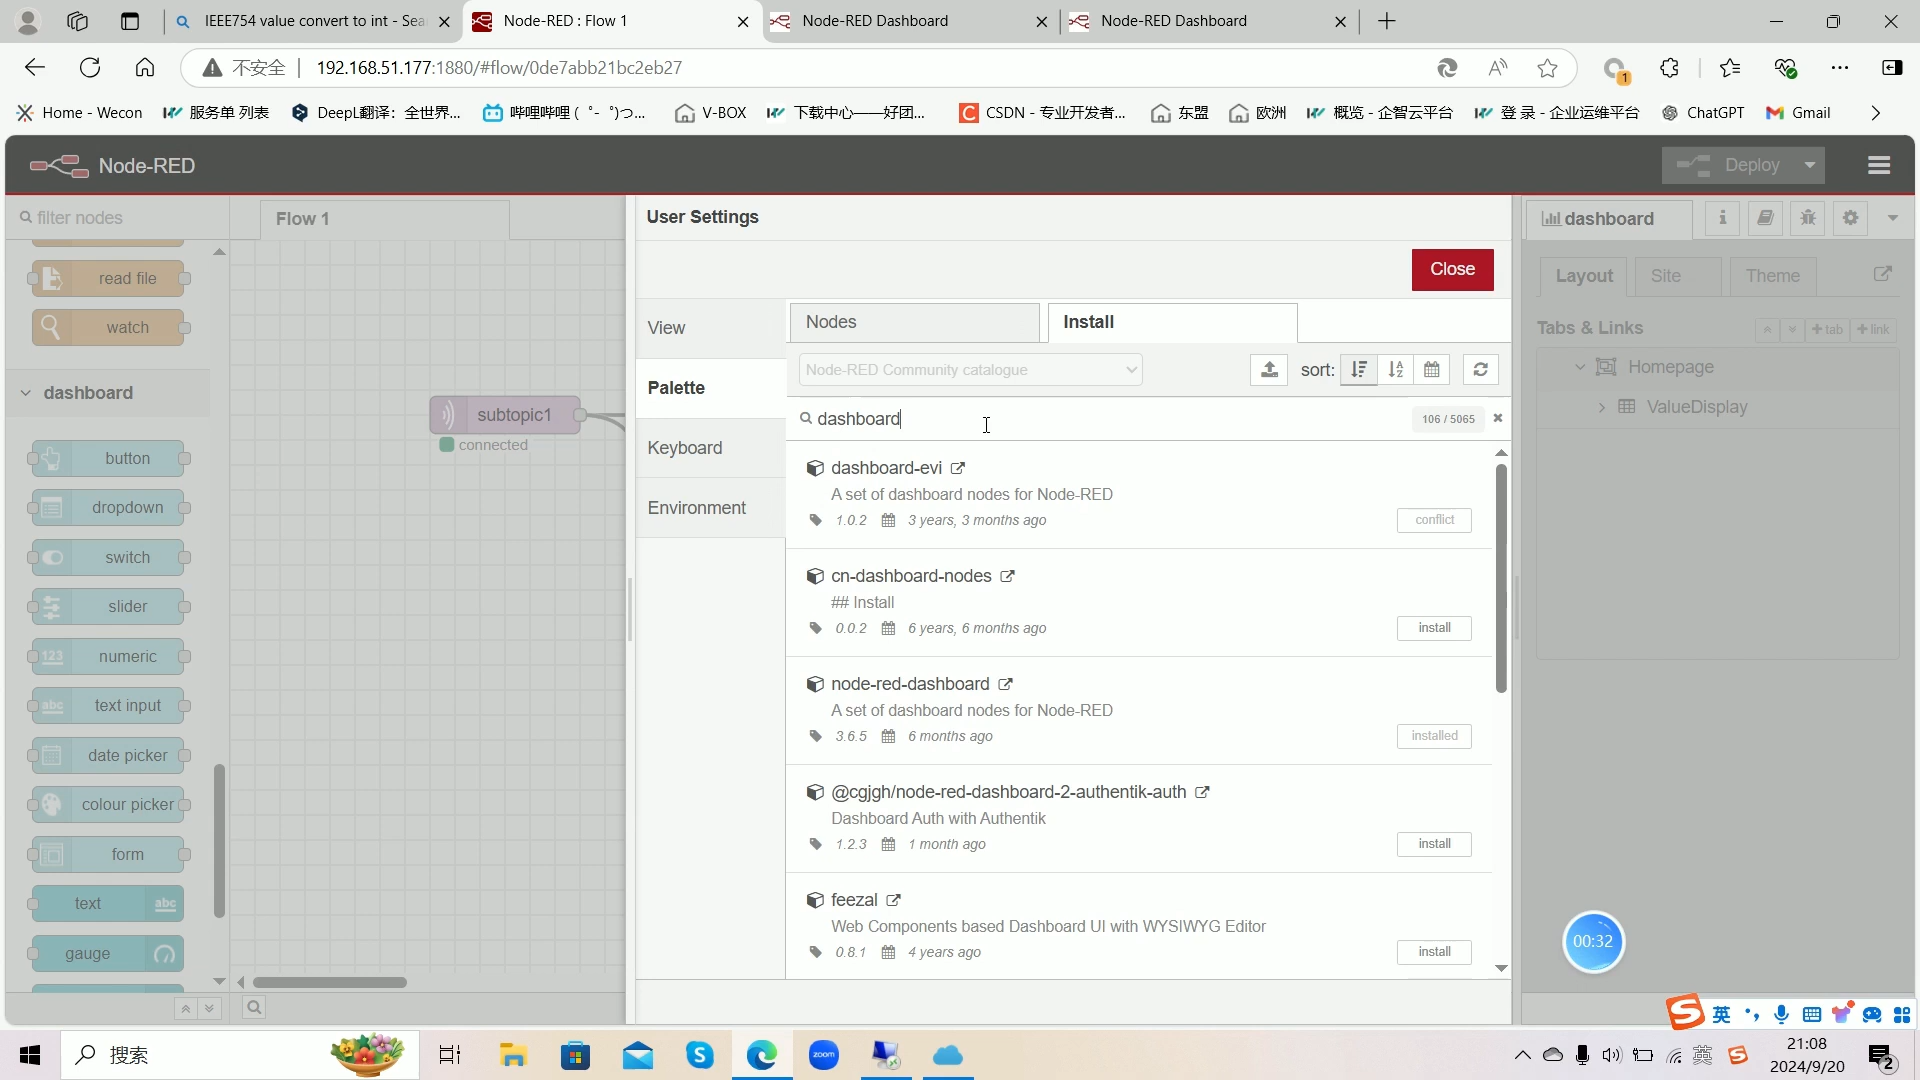 IEEE754 value convert to int - Sea
Node-RED : Flow 1
Node-RED Dashboard
Node-RED Dashboard
不安全
192.168.51.177:1880/#flow/0de7abb21bc2eb27
1
Home - Wecon
服务单 列表
DeepL翻译：全世界...
哔哩哔哩 (゜-゜)つ...
V-BOX
下载中心——好团...
CSDN - 专业开发者...
东盟
欧洲
概览 - 企智云平台
登 录 - 企业运维平台
ChatGPT
Gmail
Node-RED
Deploy
filter nodes
read file
watch
dashboard
button
dropdown
switch
slider
123 numeric
abc text input
date picker
colour picker
form
text abc
gauge
Flow 1
subtopic1
connected
User Settings
Close
View
Palette
Keyboard
Environment
Nodes
Install
Node-RED Community catalogue
sort:
dashboard
106 / 5065
dashboard-evi
A set of dashboard nodes for Node-RED
1.0.2 3 years, 3 months ago
conflict
cn-dashboard-nodes
## Install
0.0.2 6 years, 6 months ago
install
node-red-dashboard
A set of dashboard nodes for Node-RED
3.6.5 6 months ago
installed
@cgjgh/node-red-dashboard-2-authentik-auth
Dashboard Auth with Authentik
1.2.3 1 month ago
install
feezal
Web Components based Dashboard UI with WYSIWYG Editor
0.8.1 4 years ago
install
dashboard
Layout
Site
Theme
Tabs & Links
+tab
+link
Homepage
ValueDisplay
00:32
英
搜索
zoom
英
21:08
2024/9/20
2